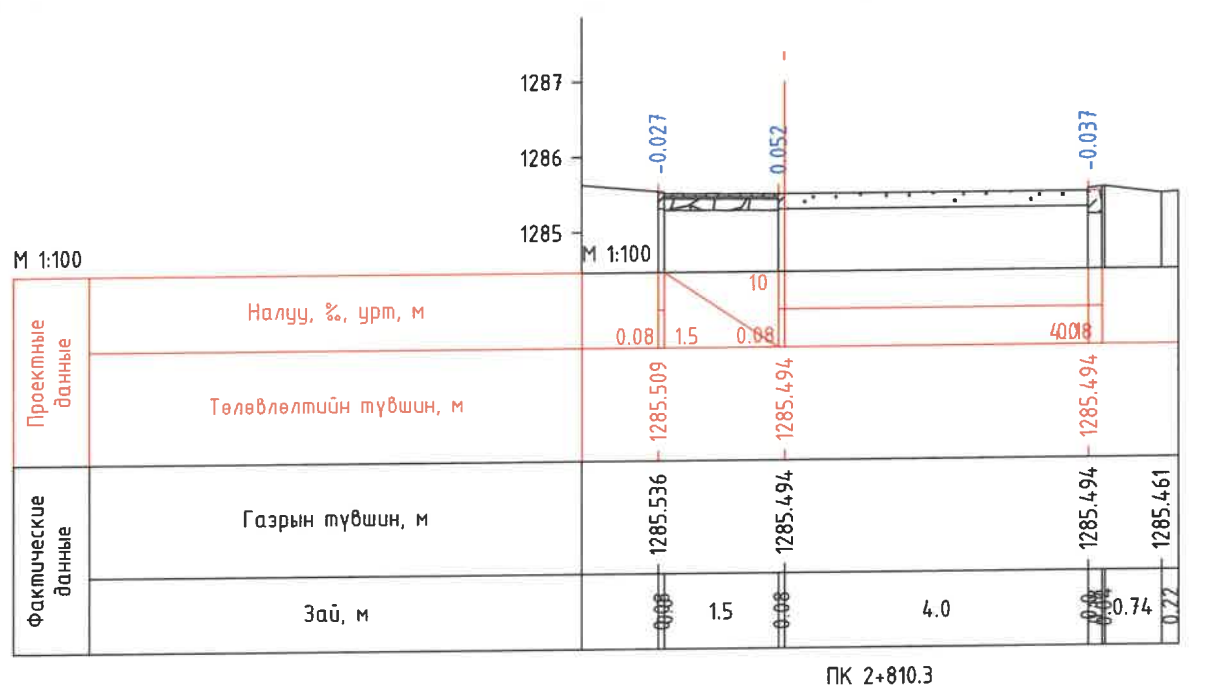 1287
1286
1285
-0.027
0.052
-0.037
М 1:100
М 1:100
Проектные данные
Налуу, ‰, урт, м
10
0.08
1.5
0.08
Төлөвлөлтийн түвшин, м
1285.509
1285.494
1285.494
Фактические данные
Газрын түвшин, м
1285.536
1285.494
1285.494
1285.461
Зай, м
1.5
0.08
4.0
0.74
0.22
ПК 2+810.3